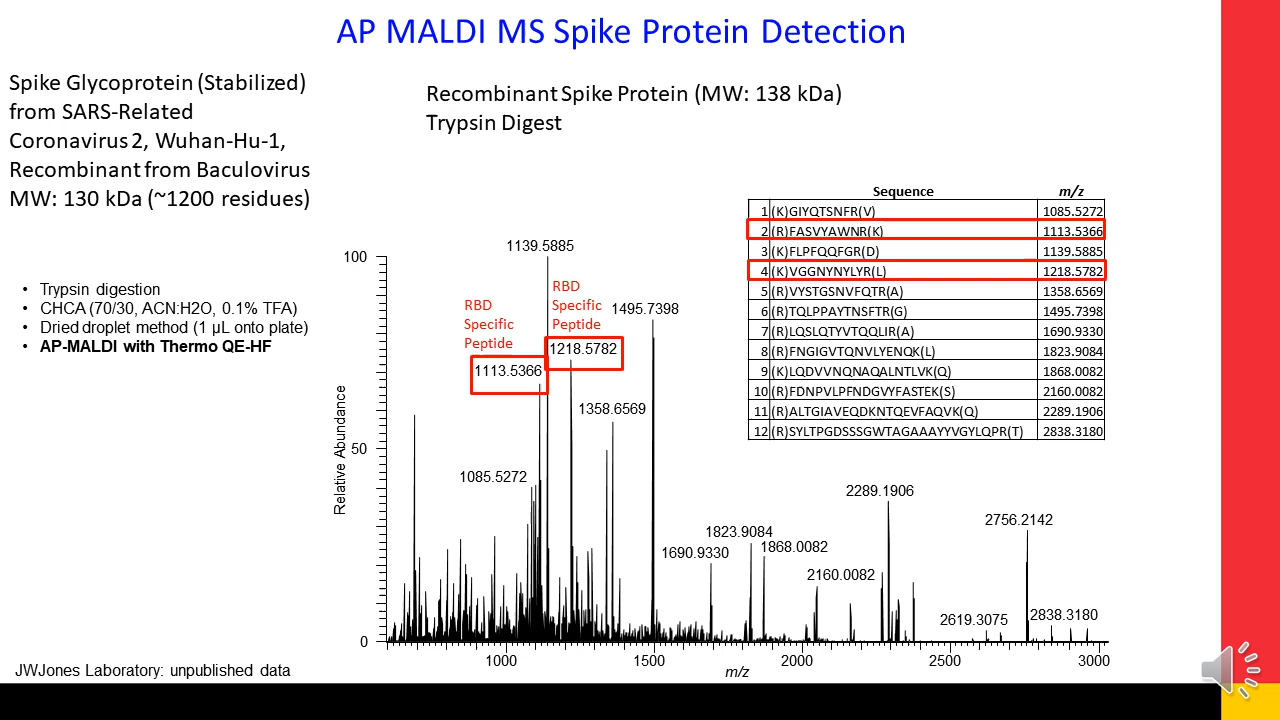 AP MALDI MS Spike Protein Detection
Spike Glycoprotein (Stabilized)
from SARS-Related
Coronavirus 2, Wuhan-Hu-1,
Recombinant from Baculovirus
MW: 130 kDa (~1200 residues)
Recombinant Spike Protein (MW: 138 kDa)
Trypsin Digest
• Trypsin digestion
• CHCA (70/30, ACN:H2O, 0.1% TFA)
• Dried droplet method (1 µL onto plate)
• AP-MALDI with Thermo QE-HF
Sequence m/z
1 (K)GIYQTSNFR(V) 1085.5272
2 (R)FASVYAWNR(K) 1113.5366
3 (K)FLPFQQFGR(D) 1139.5885
4 (K)VGGNYNYLYR(L) 1218.5782
5 (R)VYSTGSNVFQTR(A) 1358.6569
6 (R)TQLPPAYTNSFTR(G) 1495.7398
7 (R)LQSLQTYVTQQLIR(A) 1690.9330
8 (R)FNGIGVTQNVLYENQK(L) 1823.9084
9 (K)LQDVVNQNAQALNTLVK(Q) 1868.0082
10 (R)FDNPVLPFNDGVYFASTEK(S) 2160.0082
11 (R)ALTGIAVEQDKNTQEVFAQVK(Q) 2289.1906
12 (R)SYLTPGDSSSGWTAGAAAYYVGYLQPR(T) 2838.3180
Relative Abundance
100
50
0
1139.5885
RBD
Specific
Peptide
1113.5366
RBD
Specific
Peptide
1218.5782
1495.7398
1358.6569
1085.5272
1690.9330
1823.9084
1868.0082
2160.0082
2289.1906
2619.3075
2756.2142
2838.3180
1000 1500 2000 2500 3000
m/z
JWJones Laboratory: unpublished data